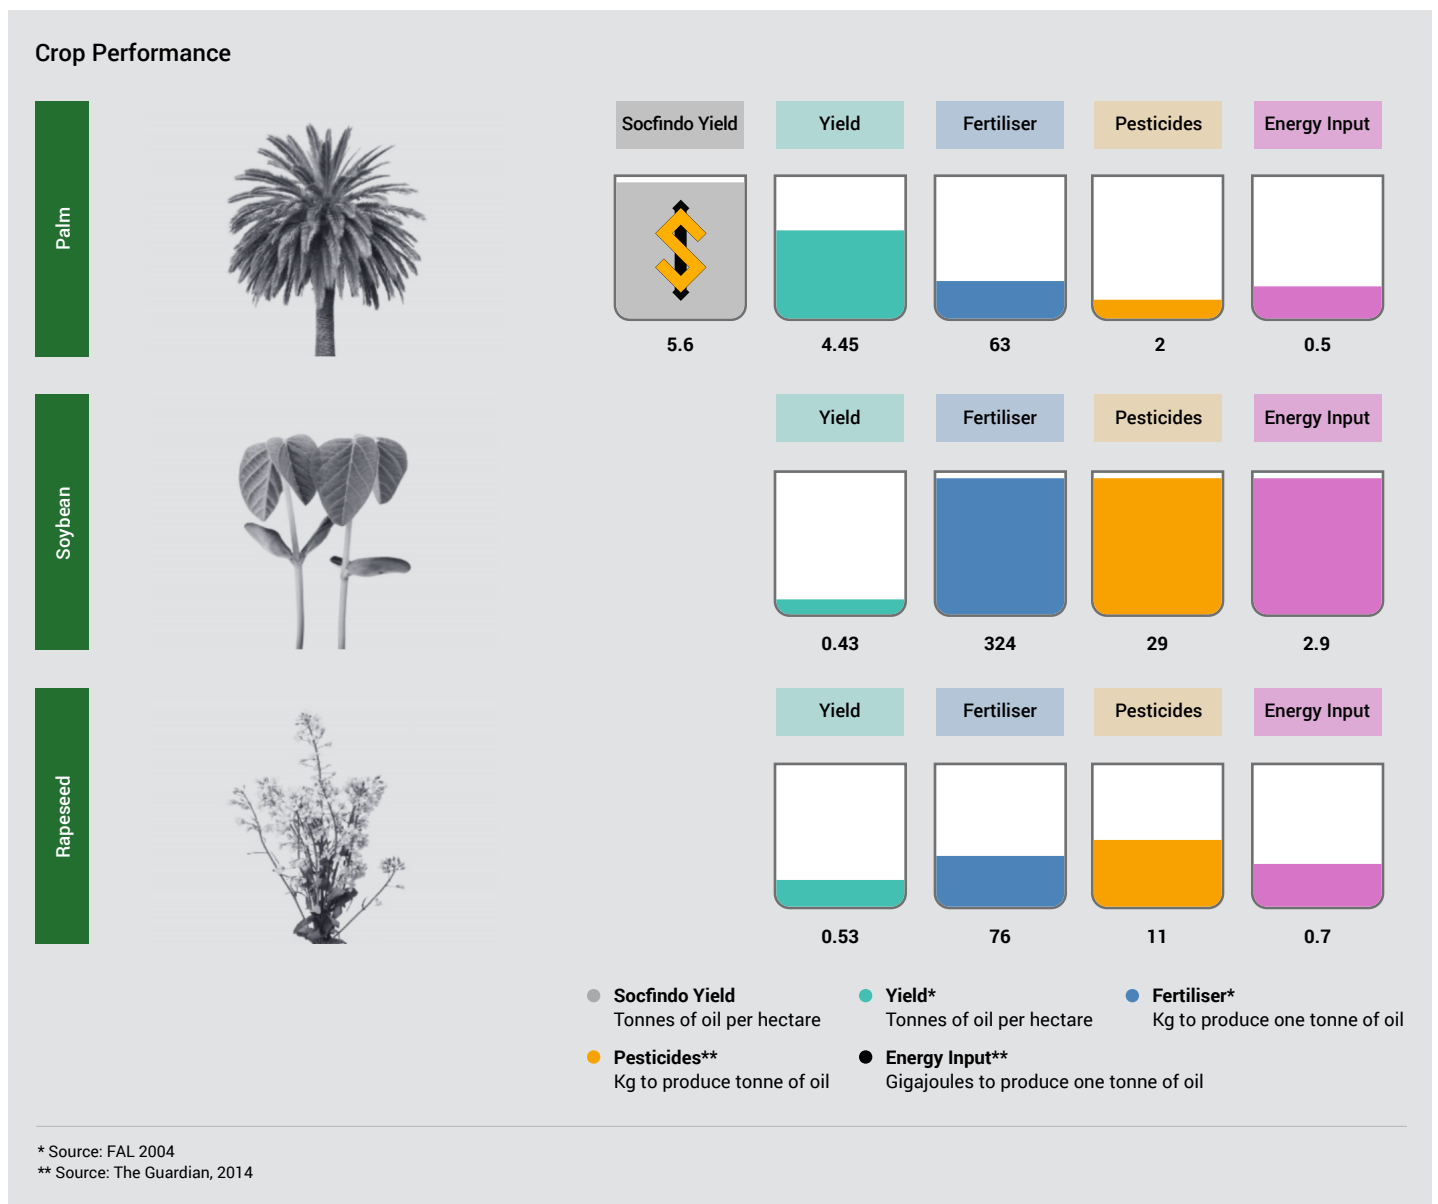 Crop Performance
Palm
Socfindo Yield
Yield
Fertiliser
Pesticides
Energy Input
5.6
4.45
63
2
0.5
Soybean
Yield
Fertiliser
Pesticides
Energy Input
0.43
324
29
2.9
Rapeseed
Yield
Fertiliser
Pesticides
Energy Input
0.53
76
11
0.7
Socfindo Yield
Tonnes of oil per hectare
Yield*
Tonnes of oil per hectare
Fertiliser*
Kg to produce one tonne of oil
Pesticides**
Kg to produce tonne of oil
Energy Input**
Gigajoules to produce one tonne of oil
* Source: FAL 2004
** Source: The Guardian, 2014